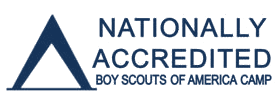 NATIONALLY
ACCREDITED
BOY SCOUTS OF AMERICA CAMP